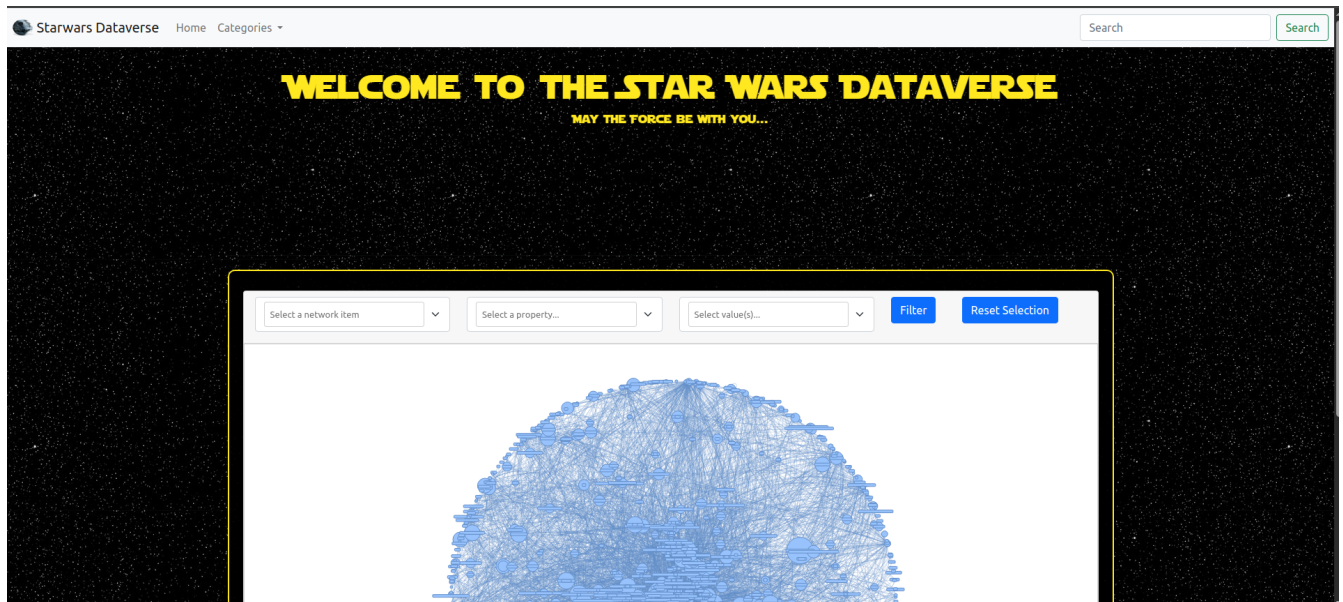 Starwars Dataverse Home Categories Search Search
WELCOME TO THE STAR WARS DATAVERSE
MAY THE FORCE BE WITH YOU...
Select a network item Select a property... Select value(s)... Filter Reset Selection